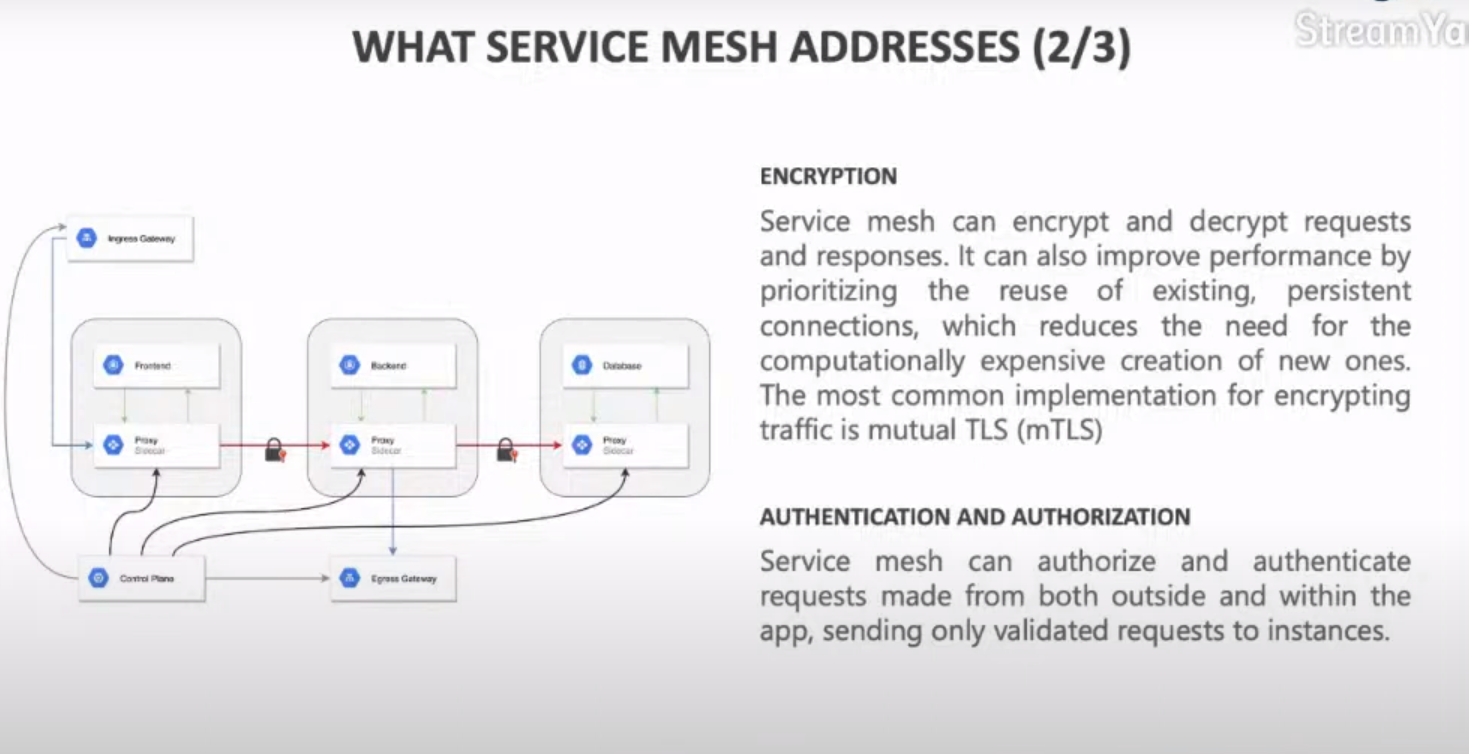 StreamYa
WHAT SERVICE MESH ADDRESSES (2/3)
Ingress Gateway
Frontend
Backend
Database
Proxy
Sidecar
Proxy
Sidecar
Proxy
Sidecar
Control Plane
Egress Gateway
ENCRYPTION
Service mesh can encrypt and decrypt requests
and responses. It can also improve performance by
prioritizing the reuse of existing, persistent
connections, which reduces the need for the
computationally expensive creation of new ones.
The most common implementation for encrypting
traffic is mutual TLS (mTLS)
AUTHENTICATION AND AUTHORIZATION
Service mesh can authorize and authenticate
requests made from both outside and within the
app, sending only validated requests to instances.